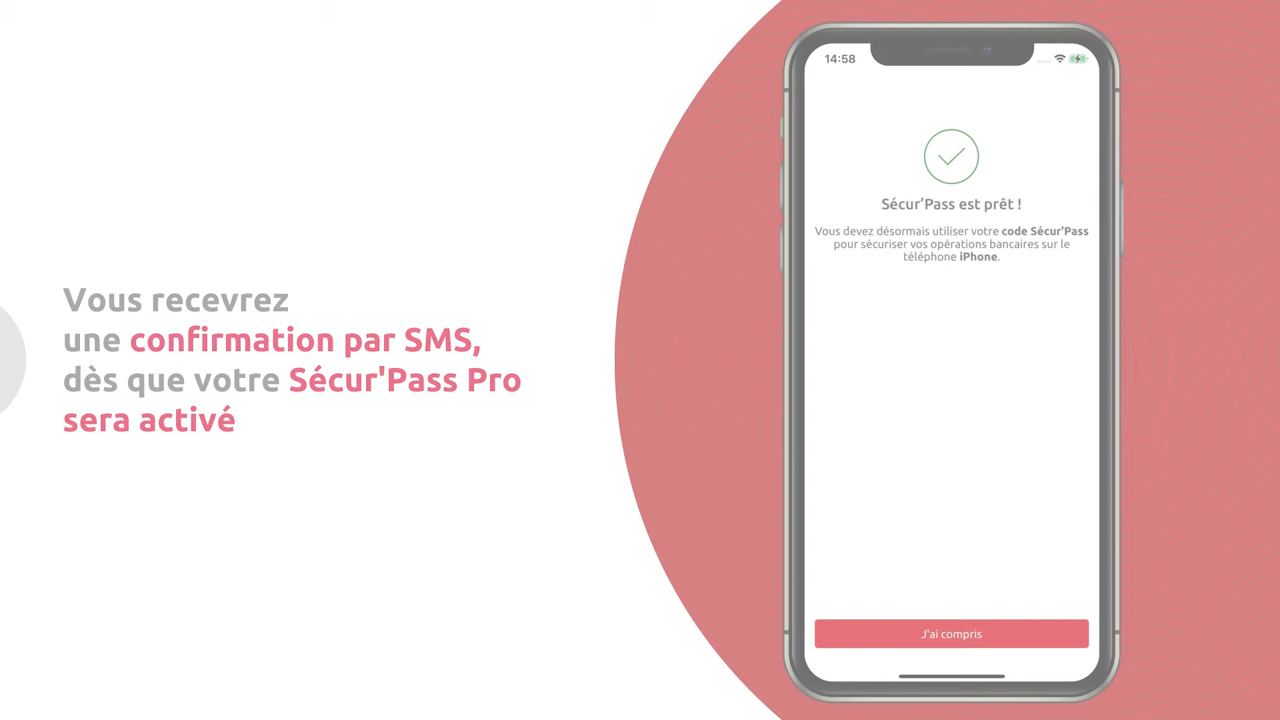 Vous recevrez
une confirmation par SMS,
dès que votre Sécur'Pass Pro
sera activé
14:58
Sécur’Pass est prêt !
Vous devez désormais utiliser votre code Sécur'Pass
pour sécuriser vos opérations bancaires sur le
téléphone iPhone.
J'ai compris